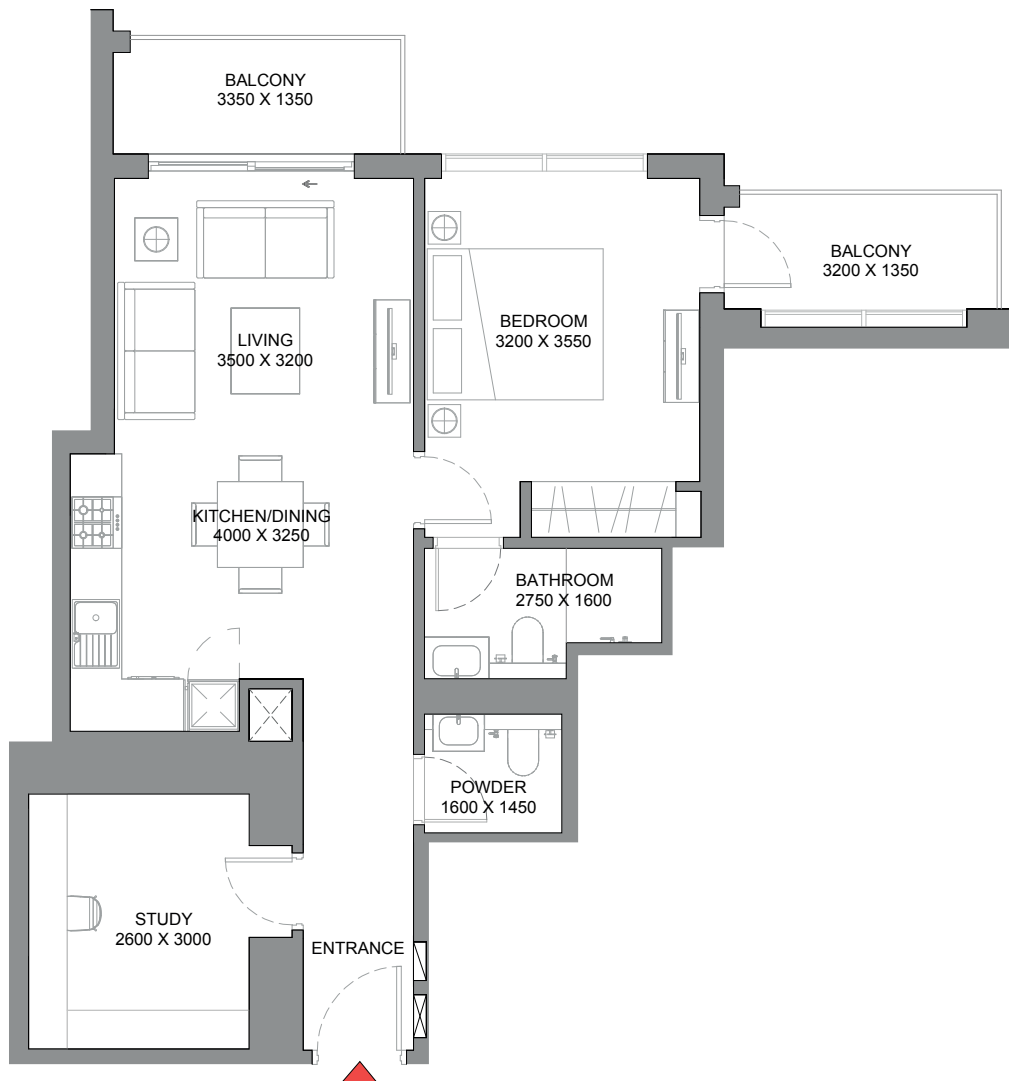 BALCONY
3350 X 1350
BALCONY
3200 X 1350
BEDROOM
3200 X 3550
LIVING
3500 X 3200
KITCHEN/DINING
4000 X 3250
BATHROOM
2750 X 1600
POWDER
1600 X 1450
STUDY
2600 X 3000
ENTRANCE